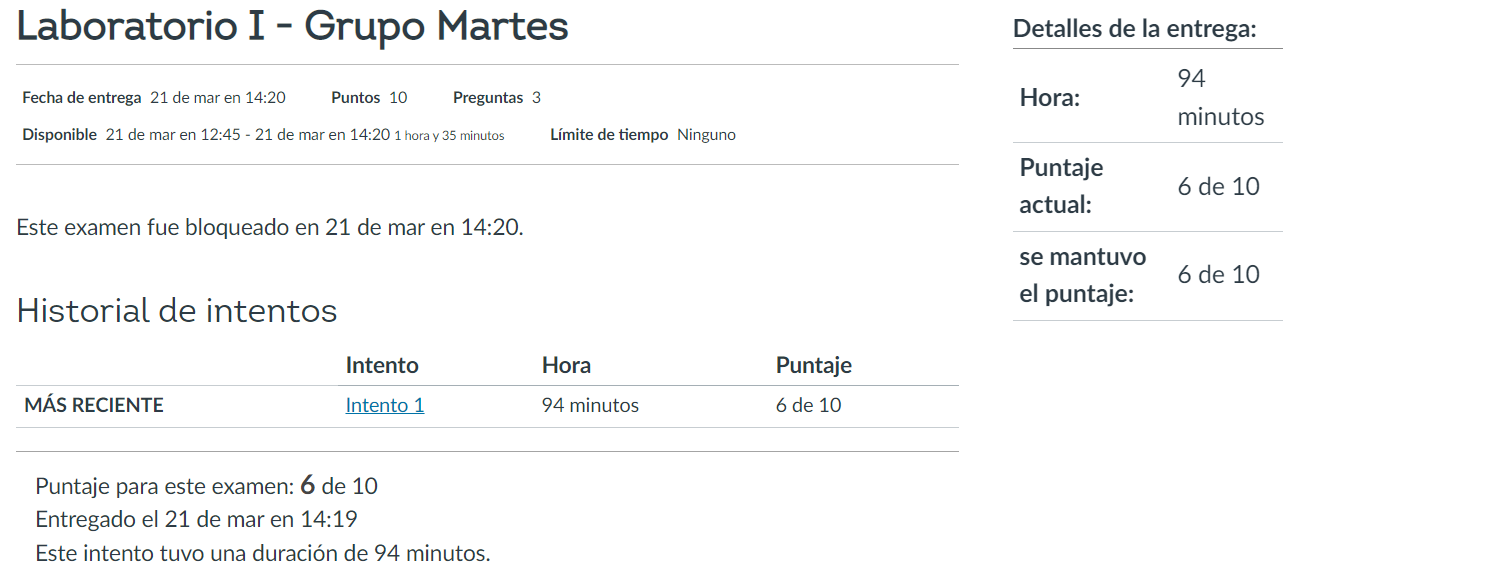 Laboratorio I - Grupo Martes
Fecha de entrega 21 de mar en 14:20 Puntos 10 Preguntas 3
Disponible 21 de mar en 12:45 - 21 de mar en 14:20 1 hora y 35 minutos Límite de tiempo Ninguno
Este examen fue bloqueado en 21 de mar en 14:20.
Historial de intentos
Intento Hora Puntaje
MÁS RECIENTE Intento 1 94 minutos 6 de 10
Puntaje para este examen: 6 de 10
Entregado el 21 de mar en 14:19
Este intento tuvo una duración de 94 minutos.
Detalles de la entrega:
Hora: 94
minutos
Puntaje
actual: 6 de 10
se mantuvo
el puntaje: 6 de 10